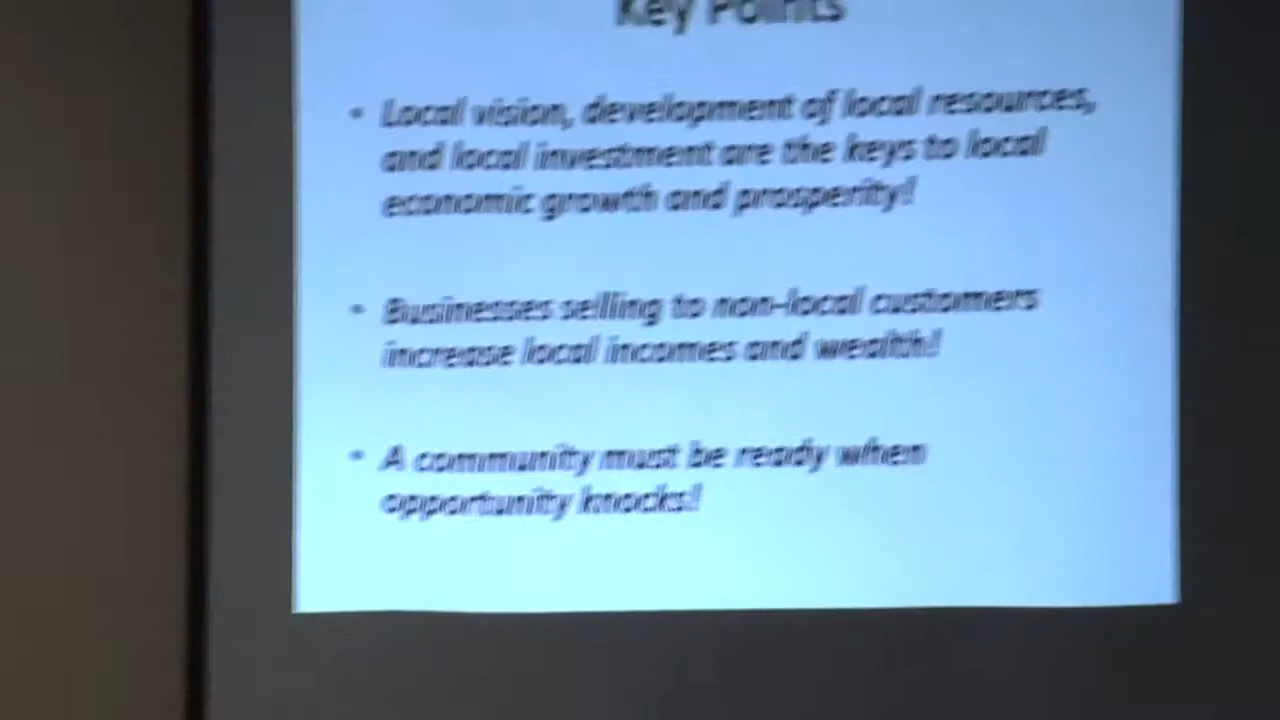 Key Points
• Local vision, development of local resources,
and local investment are the keys to local
economic growth and prosperity!
• Businesses selling to non-local customers
increase local incomes and wealth!
• A community must be ready when
opportunity knocks!